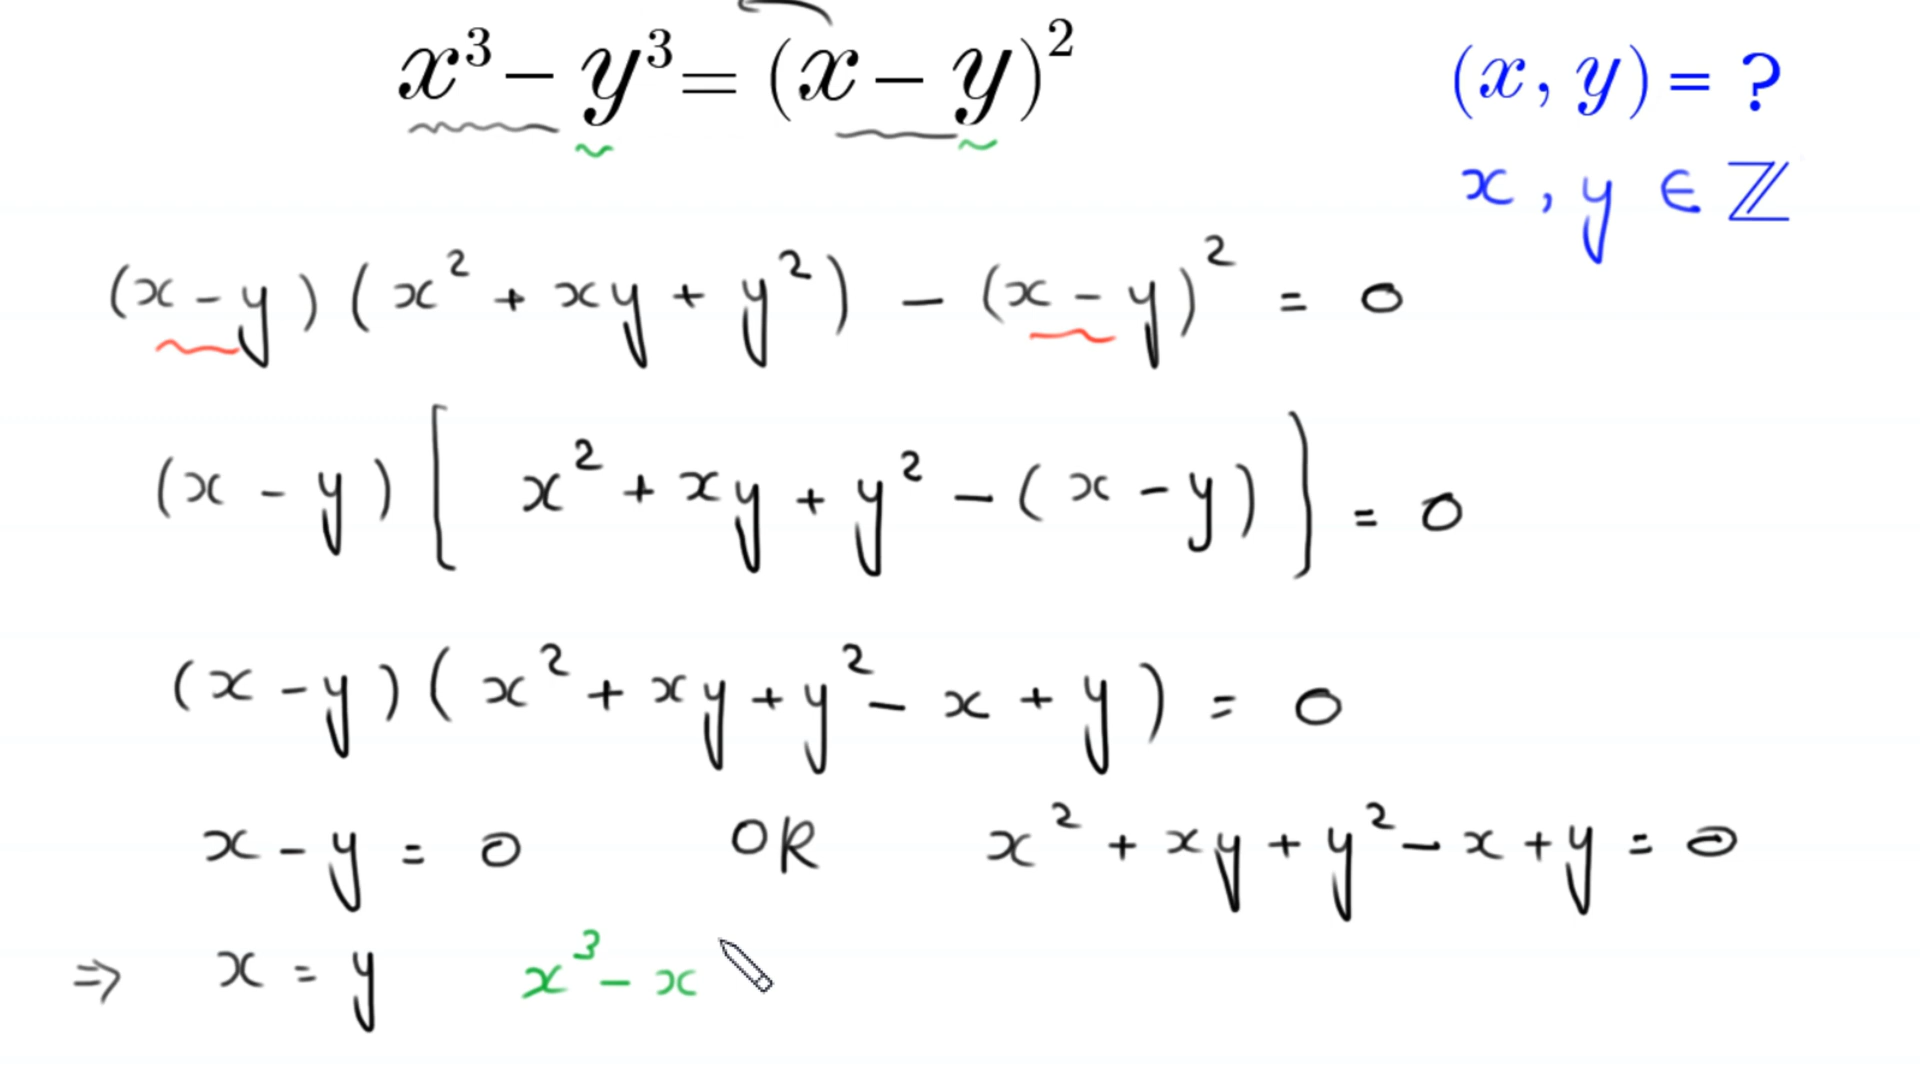 x³ − y³ = (x − y)²
(x, y) = ?
x, y ∈ ℤ
(x − y)(x² + xy + y²) − (x − y)² = 0
(x − y)[x² + xy + y² − (x − y)] = 0
(x − y)(x² + xy + y² − x + y) = 0
x − y = 0 OR x² + xy + y² − x + y = 0
⇒ x = y x³ − x